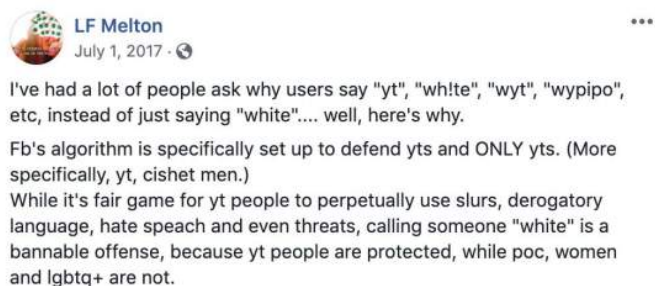 LF Melton
July 1, 2017 ·
I've had a lot of people ask why users say "yt", "wh!te", "wyt", "wypipo",
etc, instead of just saying "white".... well, here's why.
Fb's algorithm is specifically set up to defend yts and ONLY yts. (More
specifically, yt, cishet men.)
While it's fair game for yt people to perpetually use slurs, derogatory
language, hate speach and even threats, calling someone "white" is a
bannable offense, because yt people are protected, while poc, women
and lgbtq+ are not.